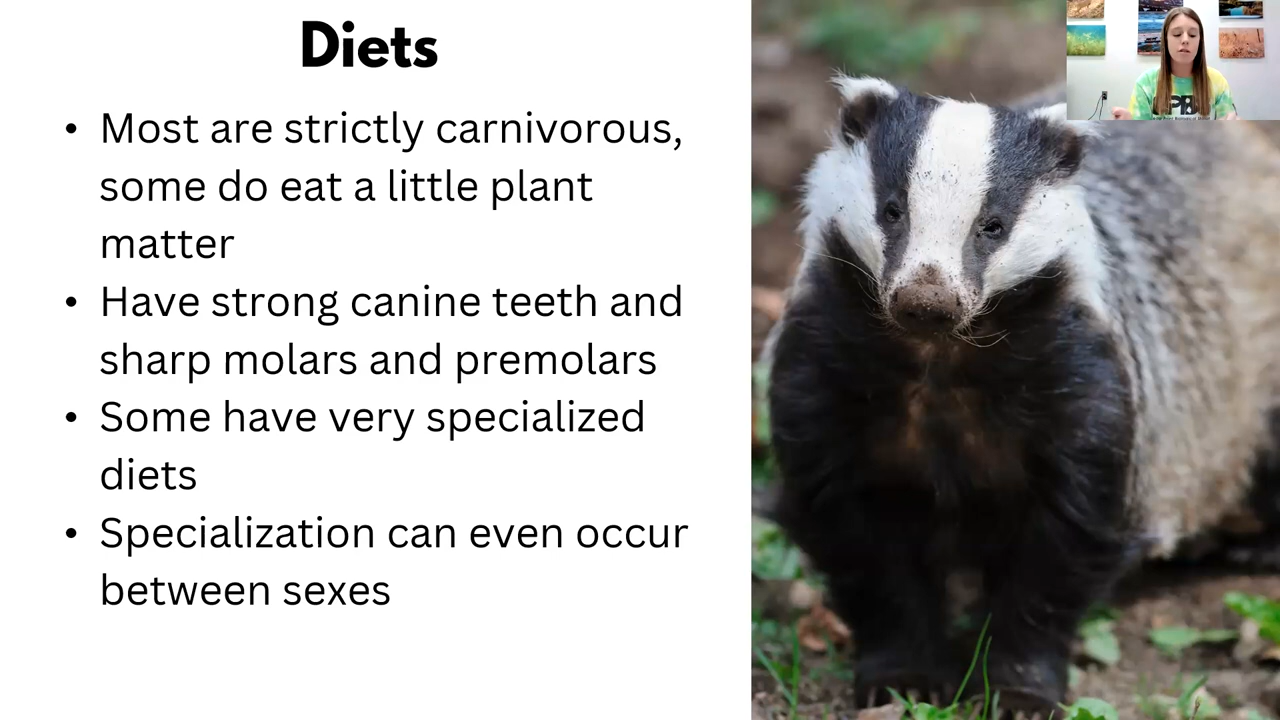 Diets
• Most are strictly carnivorous,
some do eat a little plant
matter
• Have strong canine teeth and
sharp molars and premolars
• Some have very specialized
diets
• Specialization can even occur
between sexes